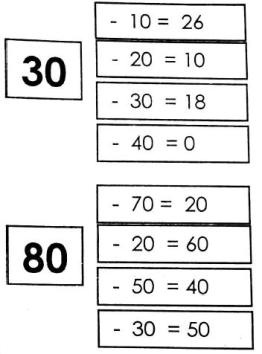 - 10 = 26
- 20 = 10
30
- 30 = 18
- 40 = 0
- 70 = 20
- 20 = 60
80
- 50 = 40
- 30 = 50